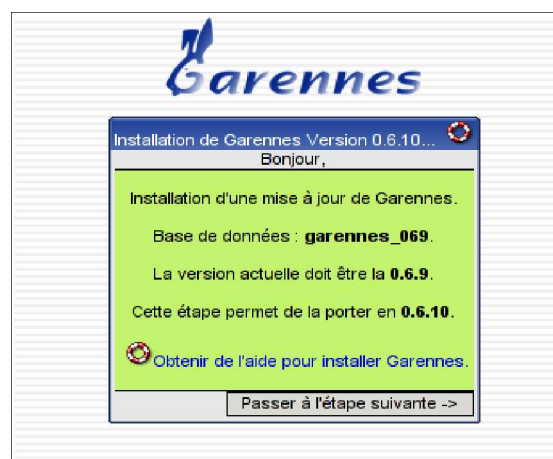 Garennes
Installation de Garennes Version 0.6.10...
Bonjour,
Installation d'une mise à jour de Garennes.
Base de données : garennes_069.
La version actuelle doit être la 0.6.9.
Cette étape permet de la porter en 0.6.10.
Obtenir de l'aide pour installer Garennes.
Passer à l'étape suivante ->